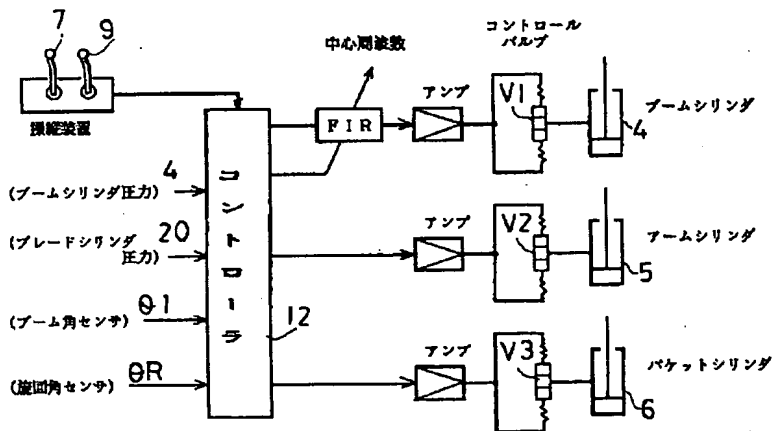 7 9
操縦装置
中心周波数
コントロール
バルブ
アンプ
FIR
V1
ブームシリンダ
4
(ブームシリンダ圧力) 4
(ブレードシリンダ 20
圧力)
(ブーム角センサ) θ1
(旋回角センサ) θR
コントローラ
12
アンプ
V2
アームシリンダ
5
アンプ
V3
バケットシリンダ
6